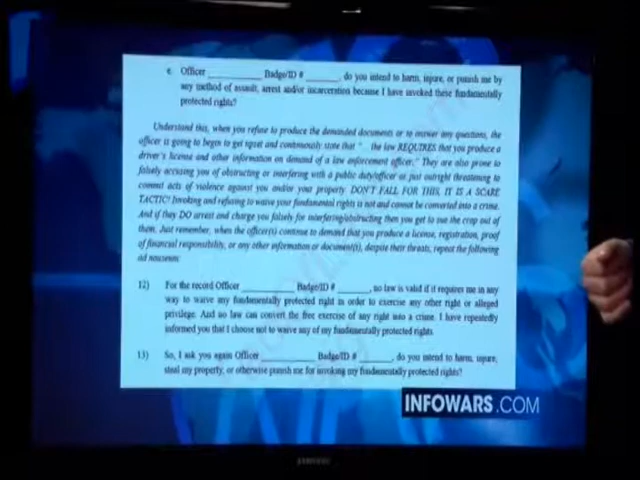 e. Officer ____________ Badge/ID # _______, do you intend to harm, injure, or punish me by
any method of assault, arrest and/or incarceration because I have invoked these fundamentally
protected rights?
Understand this, when you refuse to produce the demanded documents or to answer any questions, the
officer is going to begin to get upset and continuously state that " the law REQUIRES that you produce a
driver's license and other information on demand of a law enforcement officer." They are also prone to
falsely accusing you of obstructing or interfering with a public duty/officer or just outright threatening to
commit acts of violence against you and/or your property. DON'T FALL FOR THIS, IT IS A SCARE
TACTIC! Invoking and refusing to waive your fundamental rights is not and cannot be converted into a crime.
And if they DO arrest and charge you falsely for interfering/obstructing then you get to sue the crap out of
them. Just remember, when the officer(s) continue to demand that you produce a license, registration, proof
of financial responsibility, or any other information or document(s), despite their threats, repeat the following
ad nauseum:
12) For the record Officer ____________ Badge/ID # _______, no law is valid if it requires me in any
way to waive any fundamentally protected right in order to exercise any other right or alleged
privilege. And no law can convert the free exercise of any right into a crime. I have repeatedly
informed you that I choose not to waive any of my fundamentally protected rights.
13) So, I ask you again Officer ____________ Badge/ID # _______, do you intend to harm, injure,
steal my property, or otherwise punish me for invoking my fundamentally protected rights?
INFOWARS.COM
SAMSUNG